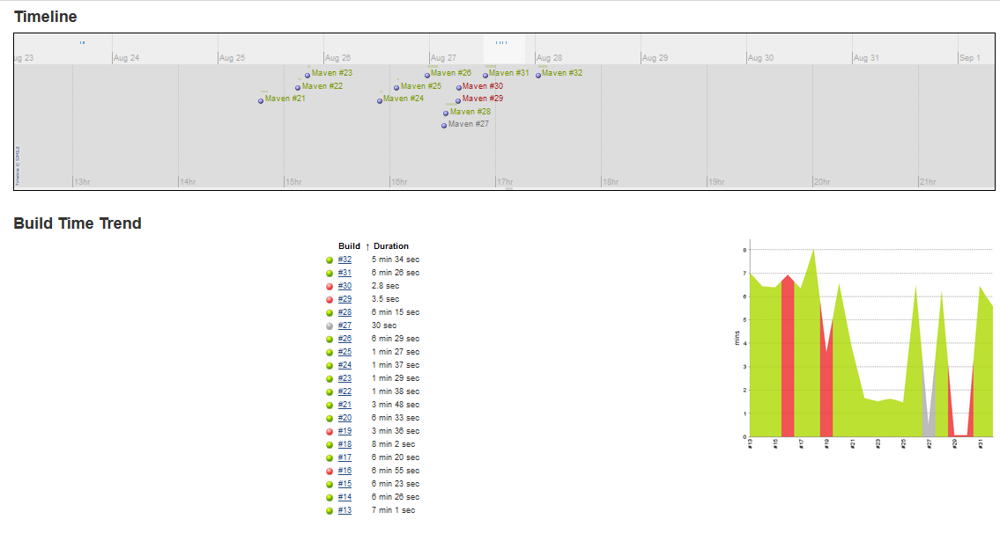 Timeline
ug 23 Aug 24 Aug 25 Aug 26 Aug 27 Aug 28 Aug 29 Aug 30 Aug 31 Sep 1
Maven #23 Maven #26 Maven #31 Maven #32
Maven #22 Maven #25 Maven #30
Maven #21 Maven #24 Maven #29
Maven #28
Maven #27
Timeline © SIMILE
13hr 14hr 15hr 16hr 17hr 18hr 19hr 20hr 21hr
Build Time Trend
Build ↑ Duration
#32 5 min 34 sec
#31 6 min 26 sec
#30 2.8 sec
#29 3.5 sec
#28 6 min 15 sec
#27 30 sec
#26 6 min 29 sec
#25 1 min 27 sec
#24 1 min 37 sec
#23 1 min 29 sec
#22 1 min 38 sec
#21 3 min 48 sec
#20 6 min 33 sec
#19 3 min 36 sec
#18 8 min 2 sec
#17 6 min 20 sec
#16 6 min 55 sec
#15 6 min 23 sec
#14 6 min 26 sec
#13 7 min 1 sec
mins
8
7
6
5
4
3
2
1
0
#13 #15 #17 #19 #21 #23 #25 #27 #29 #31